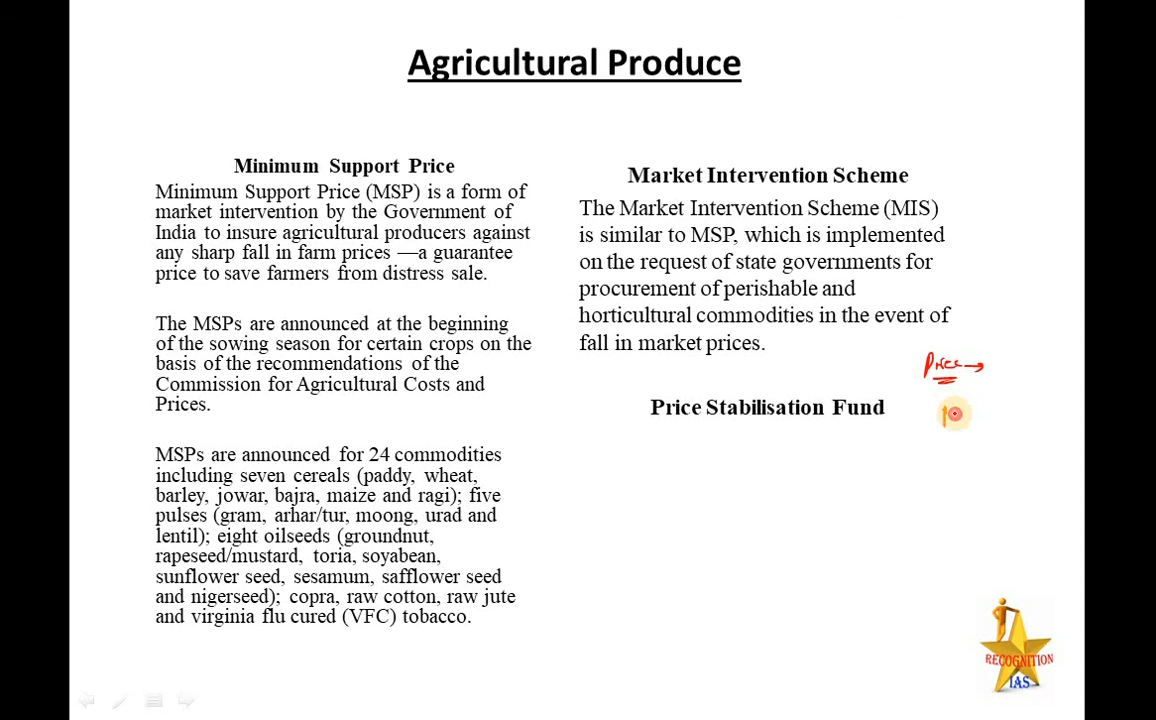 Agricultural Produce
Minimum Support Price
Minimum Support Price (MSP) is a form of
market intervention by the Government of
India to insure agricultural producers against
any sharp fall in farm prices —a guarantee
price to save farmers from distress sale.
The MSPs are announced at the beginning
of the sowing season for certain crops on the
basis of the recommendations of the
Commission for Agricultural Costs and
Prices.
MSPs are announced for 24 commodities
including seven cereals (paddy, wheat,
barley, jowar, bajra, maize and ragi); five
pulses (gram, arhar/tur, moong, urad and
lentil); eight oilseeds (groundnut,
rapeseed/mustard, toria, soyabean,
sunflower seed, sesamum, safflower seed
and nigerseed); copra, raw cotton, raw jute
and virginia flu cured (VFC) tobacco.
Market Intervention Scheme
The Market Intervention Scheme (MIS)
is similar to MSP, which is implemented
on the request of state governments for
procurement of perishable and
horticultural commodities in the event of
fall in market prices.
Price →
Price Stabilisation Fund
RECOGNITION
IAS